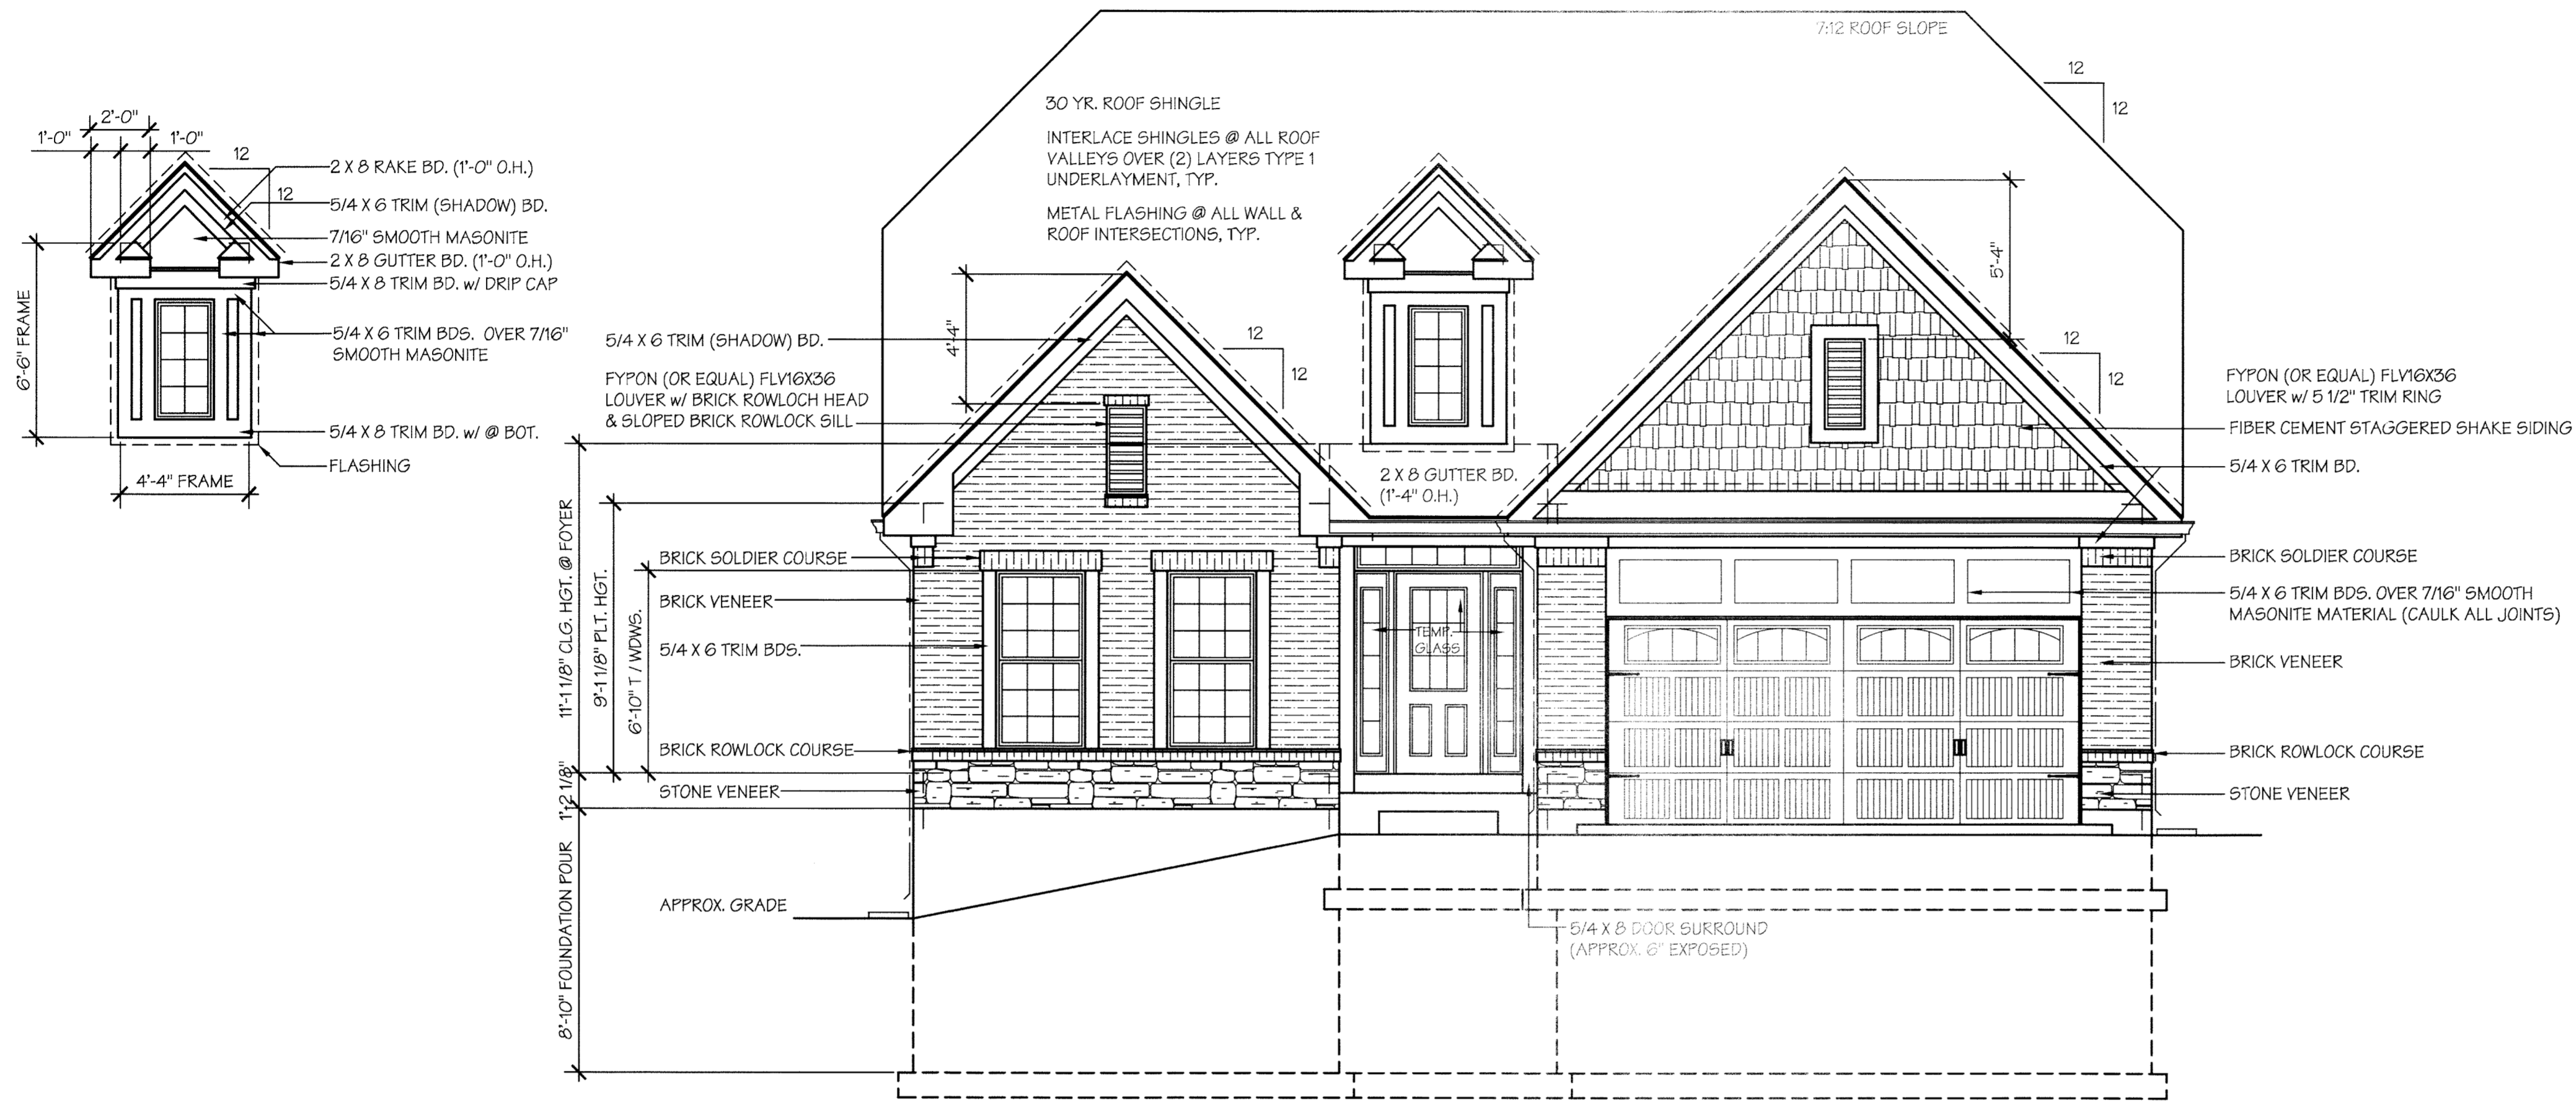 7:12 ROOF SLOPE
12
12
30 YR. ROOF SHINGLE
INTERLACE SHINGLES @ ALL ROOF
VALLEYS OVER (2) LAYERS TYPE 1
UNDERLAYMENT, TYP.
METAL FLASHING @ ALL WALL &
ROOF INTERSECTIONS, TYP.
2'-0"
1'-0"
1'-0"
12
12
2 X 8 RAKE BD. (1'-0" O.H.)
5/4 X 6 TRIM (SHADOW) BD.
7/16" SMOOTH MASONITE
2 X 8 GUTTER BD. (1'-0" O.H.)
5/4 X 8 TRIM BD. w/ DRIP CAP
5/4 X 6 TRIM BDS. OVER 7/16"
SMOOTH MASONITE
5/4 X 8 TRIM BD. w/ @ BOT.
FLASHING
6'-6" FRAME
4'-4" FRAME
5/4 X 6 TRIM (SHADOW) BD.
FYPON (OR EQUAL) FLV16X36
LOUVER w/ BRICK ROWLOCH HEAD
& SLOPED BRICK ROWLOCK SILL
4'-4"
12
12
5'-4"
12
12
2 X 8 GUTTER BD.
(1'-4" O.H.)
FYPON (OR EQUAL) FLV16X36
LOUVER w/ 5 1/2" TRIM RING
FIBER CEMENT STAGGERED SHAKE SIDING
5/4 X 6 TRIM BD.
11'-1 1/8" CLG. HGT. @ FOYER
9'-1 1/8" PLT. HGT.
6'-10" T / WDWS.
1'2 1/8"
8'-10" FOUNDATION POUR
BRICK SOLDIER COURSE
BRICK VENEER
5/4 X 6 TRIM BDS.
BRICK ROWLOCK COURSE
STONE VENEER
APPROX. GRADE
TEMP.
GLASS
BRICK SOLDIER COURSE
5/4 X 6 TRIM BDS. OVER 7/16" SMOOTH
MASONITE MATERIAL (CAULK ALL JOINTS)
BRICK VENEER
BRICK ROWLOCK COURSE
STONE VENEER
5/4 X 8 DOOR SURROUND
(APPROX. 6" EXPOSED)